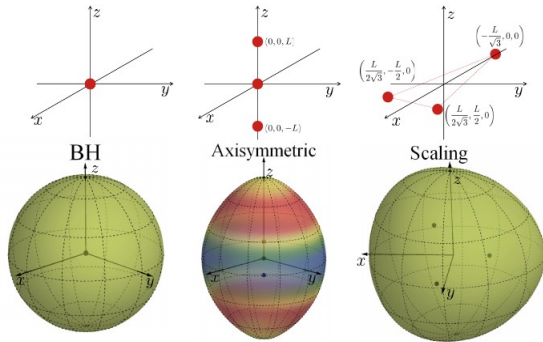 z
y
x
z
(0, 0, L)
(0, 0, -L)
y
x
z
(-L/√3, 0, 0)
(L/2√3, -L/2, 0)
(L/2√3, L/2, 0)
y
x
BH
Axisymmetric
Scaling
z
x
y
z
x
y
z
x
y